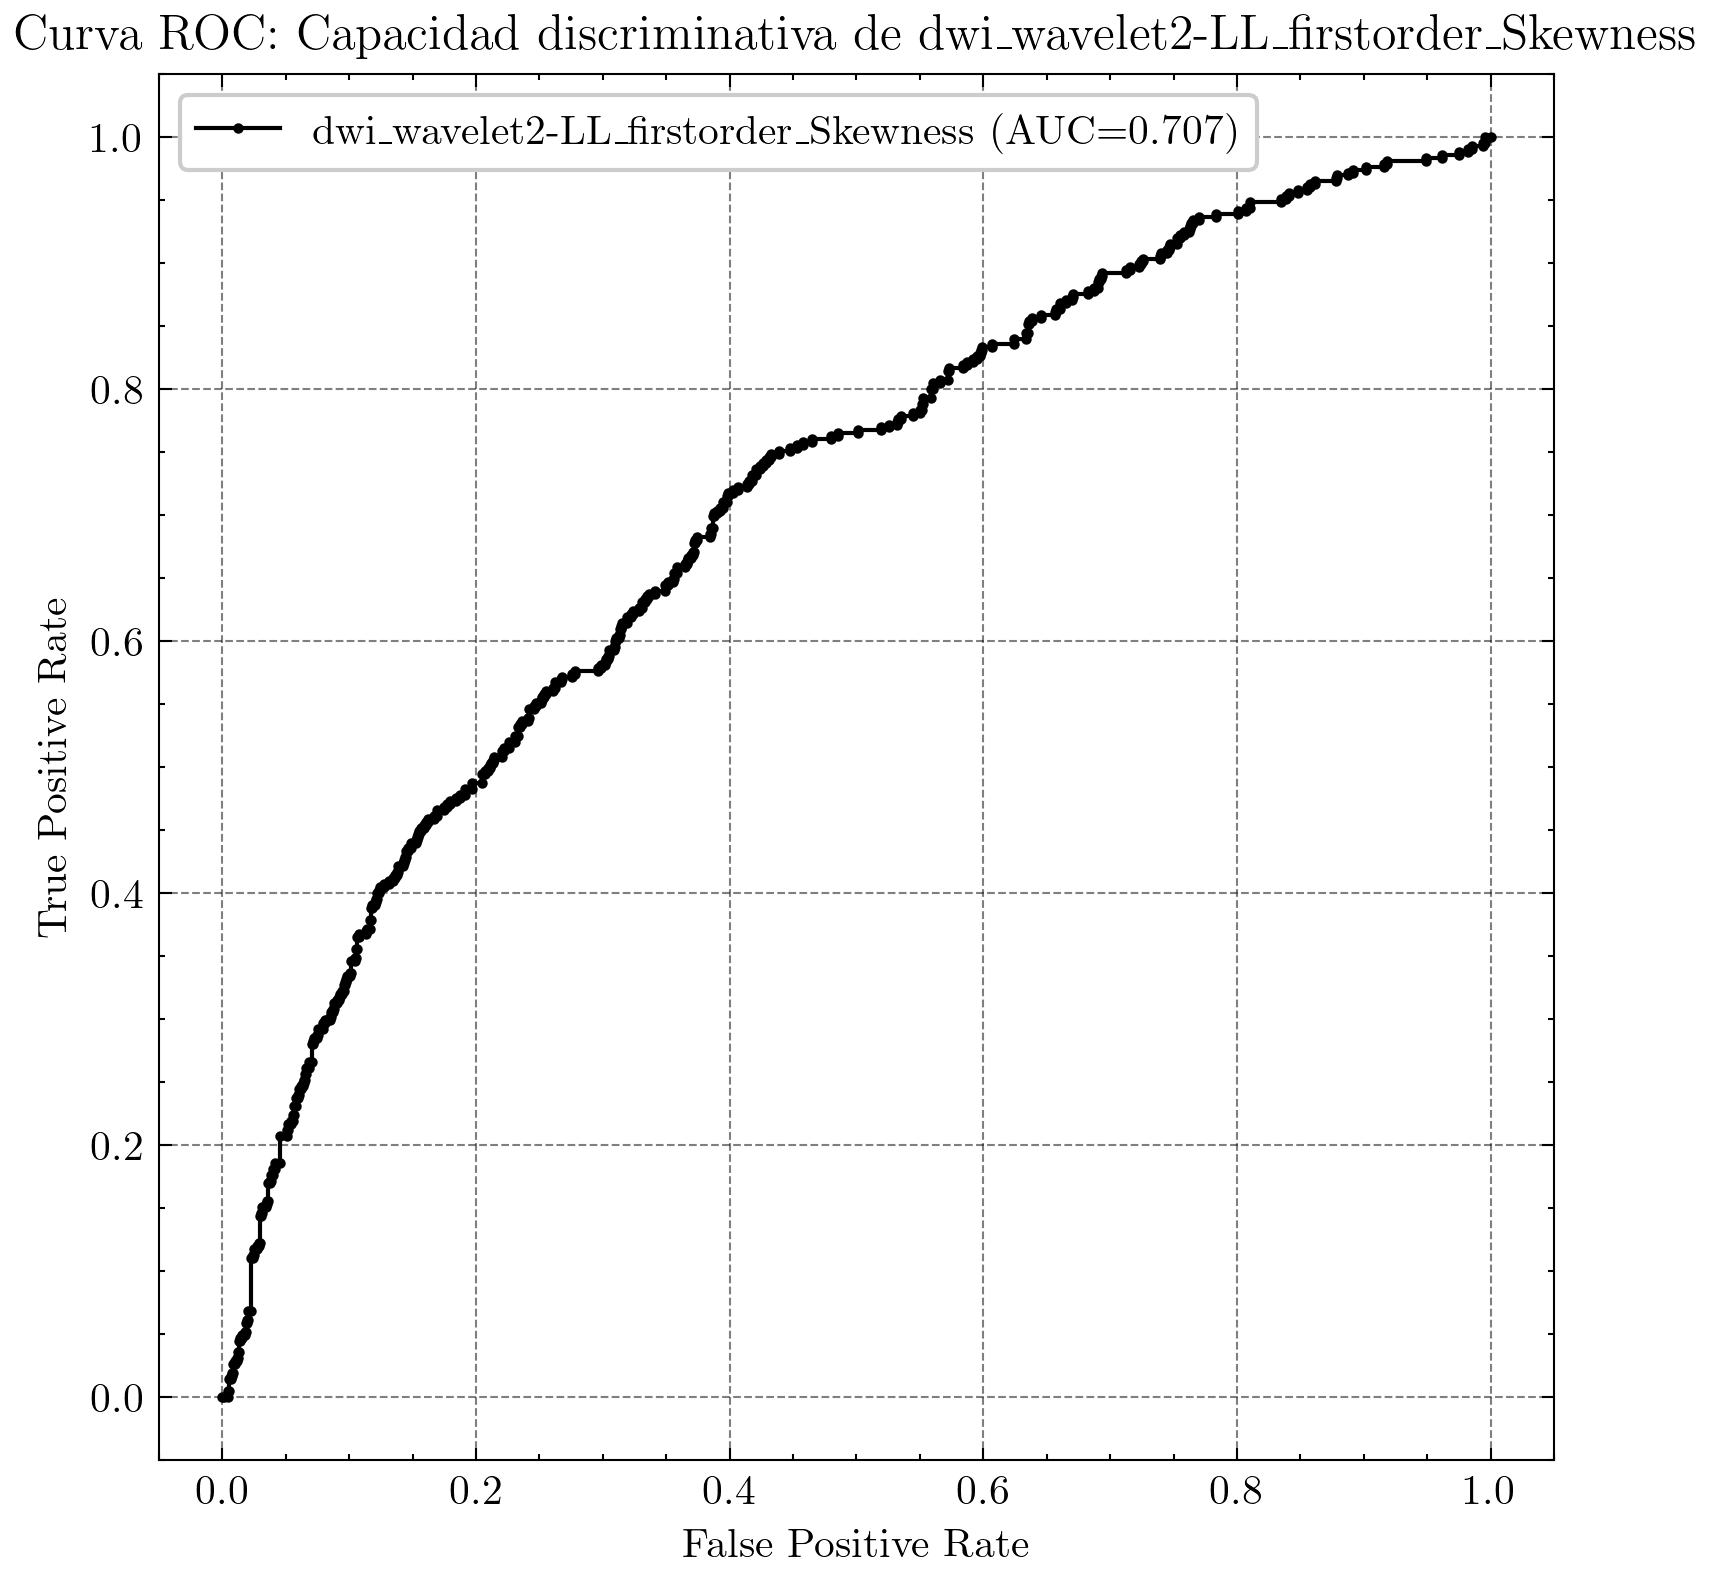 Curva ROC: Capacidad discriminativa de dwi_wavelet2-LL_firstorder_Skewness
dwi_wavelet2-LL_firstorder_Skewness (AUC=0.707)
1.0
0.8
0.6
0.4
0.2
0.0
True Positive Rate
0.0 0.2 0.4 0.6 0.8 1.0
False Positive Rate